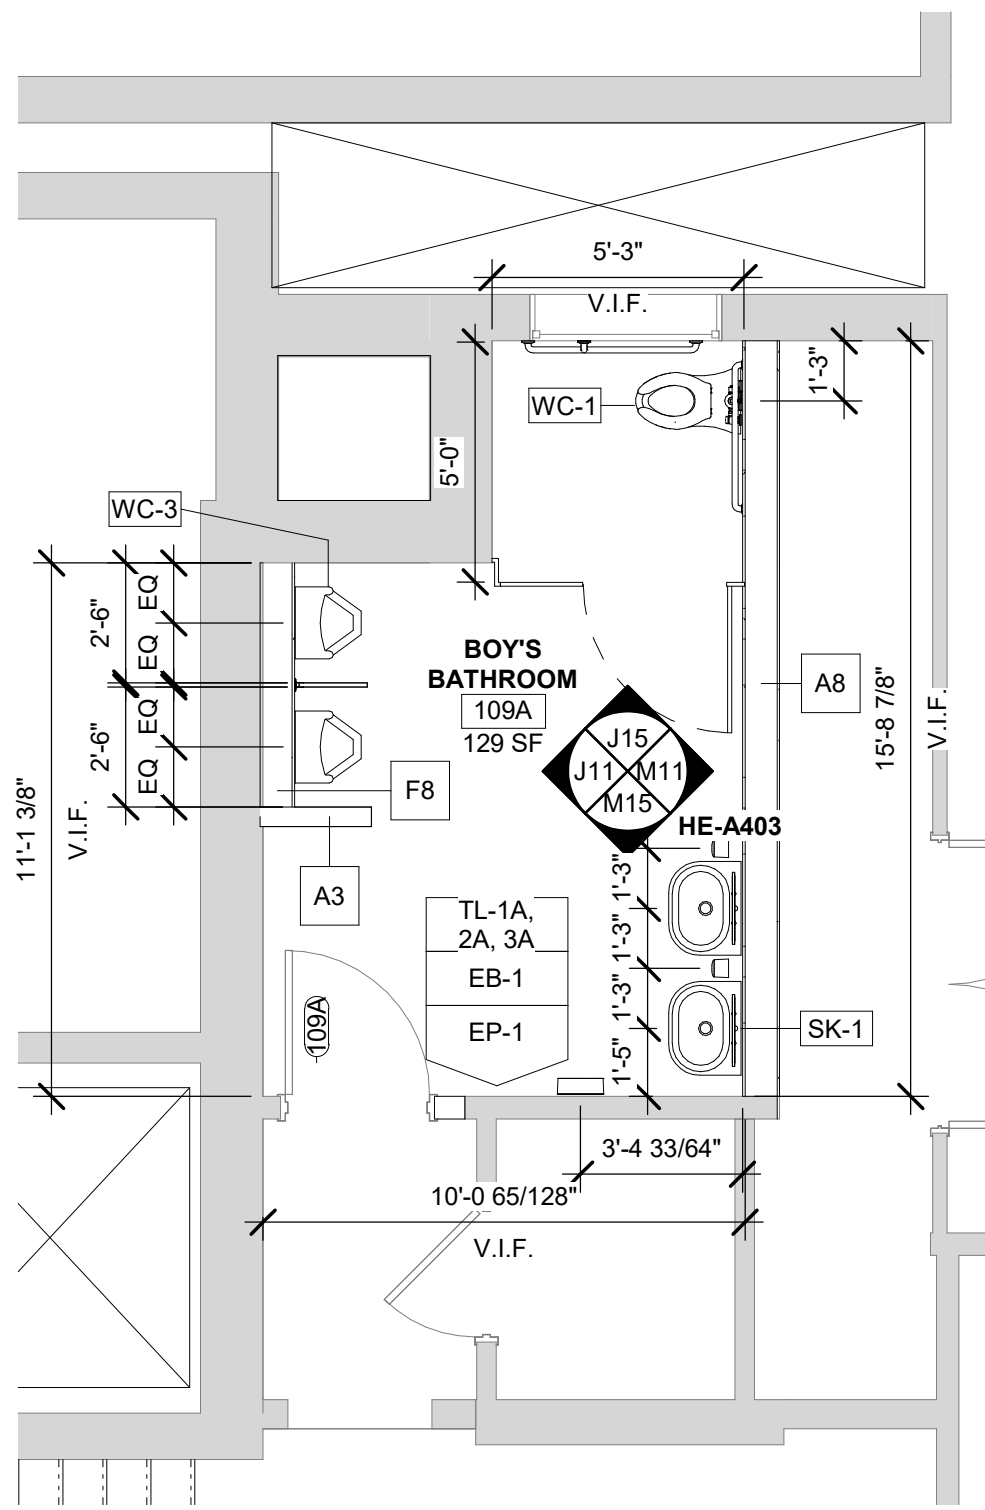 5'-3"
V.I.F.
1'-3"
WC-1
5'-0"
WC-3
EQ
2'-6"
EQ
BOY'S
BATHROOM
109A
129 SF
A8
15'-8 7/8"
V.I.F.
EQ
2'-6"
EQ
J15
J11
M11
M15
HE-A403
F8
11'-1 3/8"
V.I.F.
A3
1'-3"
TL-1A,
2A, 3A
1'-3"
EB-1
109A
EP-1
1'-3"
SK-1
1'-5"
3'-4 33/64"
10'-0 65/128"
V.I.F.